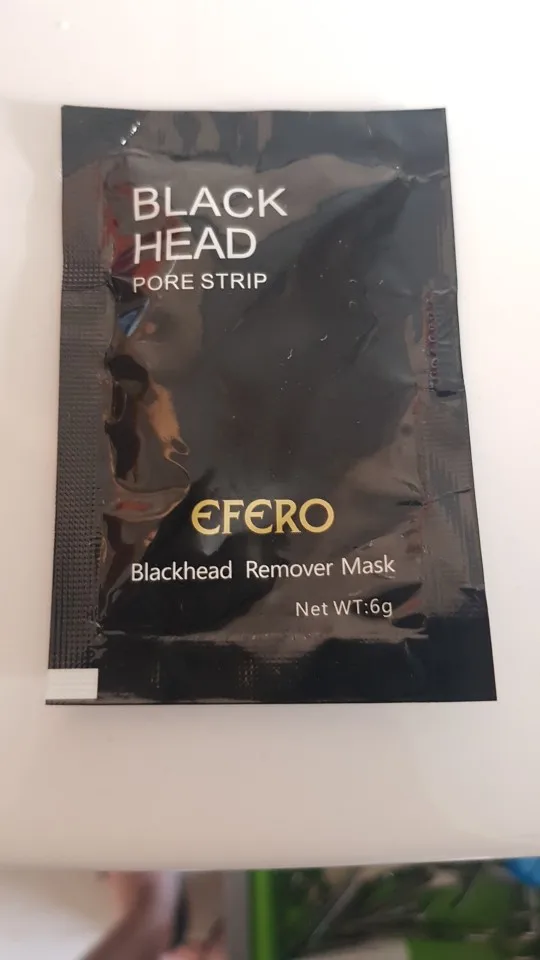 BLACK
HEAD
PORE STRIP
EFERO
Blackhead Remover Mask
Net WT:6g